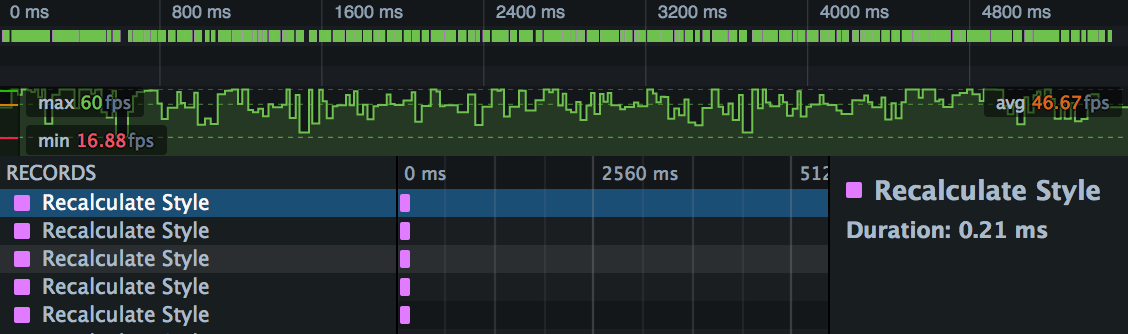 0 ms 800 ms 1600 ms 2400 ms 3200 ms 4000 ms 4800 ms
max 60 fps
avg 46.67 fps
min 16.88 fps
RECORDS 0 ms 2560 ms 512
Recalculate Style
Recalculate Style
Duration: 0.21 ms
Recalculate Style
Recalculate Style
Recalculate Style
Recalculate Style